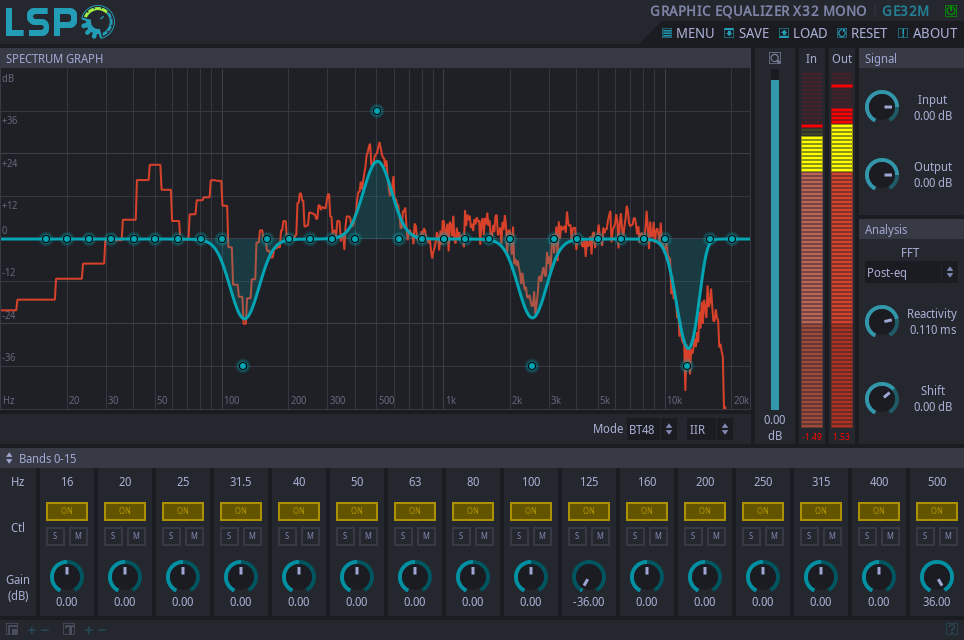 LSP
GRAPHIC EQUALIZER X32 MONO GE32M
MENU SAVE LOAD RESET ABOUT
SPECTRUM GRAPH
In Out
Signal
dB
+36
+24
+12
0
-12
-24
-36
Hz 20 30 50 100 200 300 500 1k 2k 3k 5k 10k 20k
0.00
dB
-1.49 1.53
Input
0.00 dB
Output
0.00 dB
Analysis
FFT
Post-eq
Reactivity
0.110 ms
Shift
0.00 dB
Mode BT48 IIR
Bands 0-15
Hz 16 20 25 31.5 40 50 63 80 100 125 160 200 250 315 400 500
ON ON ON ON ON ON ON ON ON ON ON ON ON ON ON ON
Ctl
S M S M S M S M S M S M S M S M S M S M S M S M S M S M S M S M
Gain
(dB)
0.00 0.00 0.00 0.00 0.00 0.00 0.00 0.00 0.00 -36.00 0.00 0.00 0.00 0.00 0.00 36.00